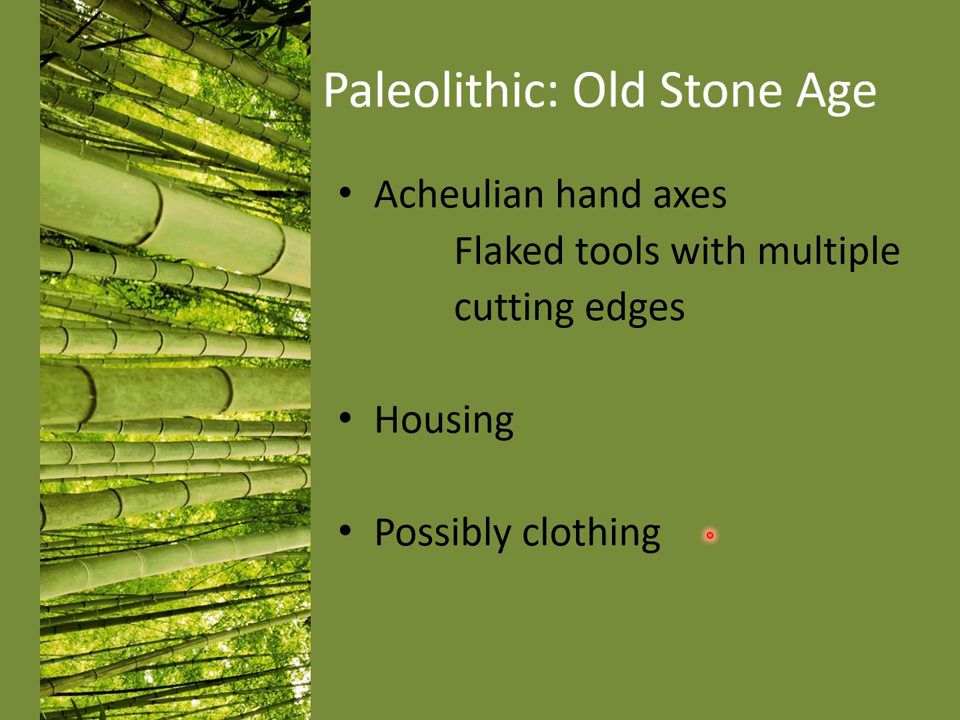 Paleolithic: Old Stone Age
• Acheulian hand axes
Flaked tools with multiple
cutting edges
• Housing
• Possibly clothing